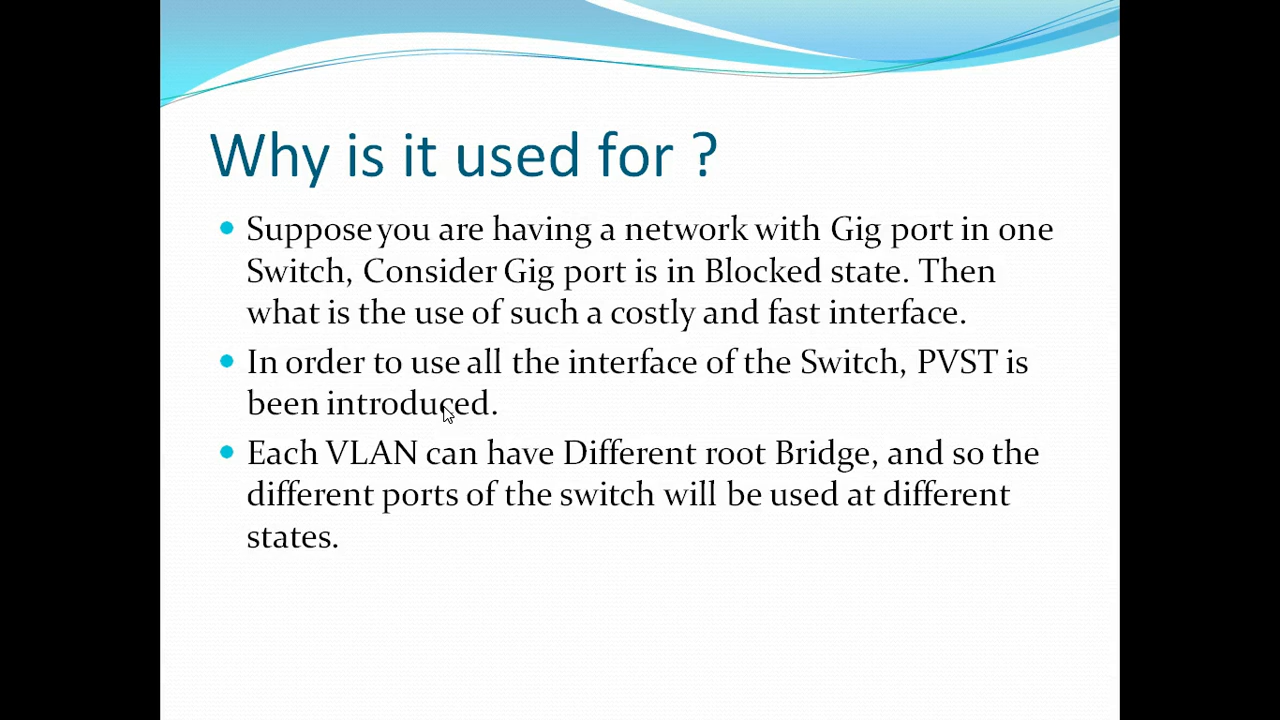 Why is it used for ?
Suppose you are having a network with Gig port in one
Switch, Consider Gig port is in Blocked state. Then
what is the use of such a costly and fast interface.
In order to use all the interface of the Switch, PVST is
been introduced.
Each VLAN can have Different root Bridge, and so the
different ports of the switch will be used at different
states.